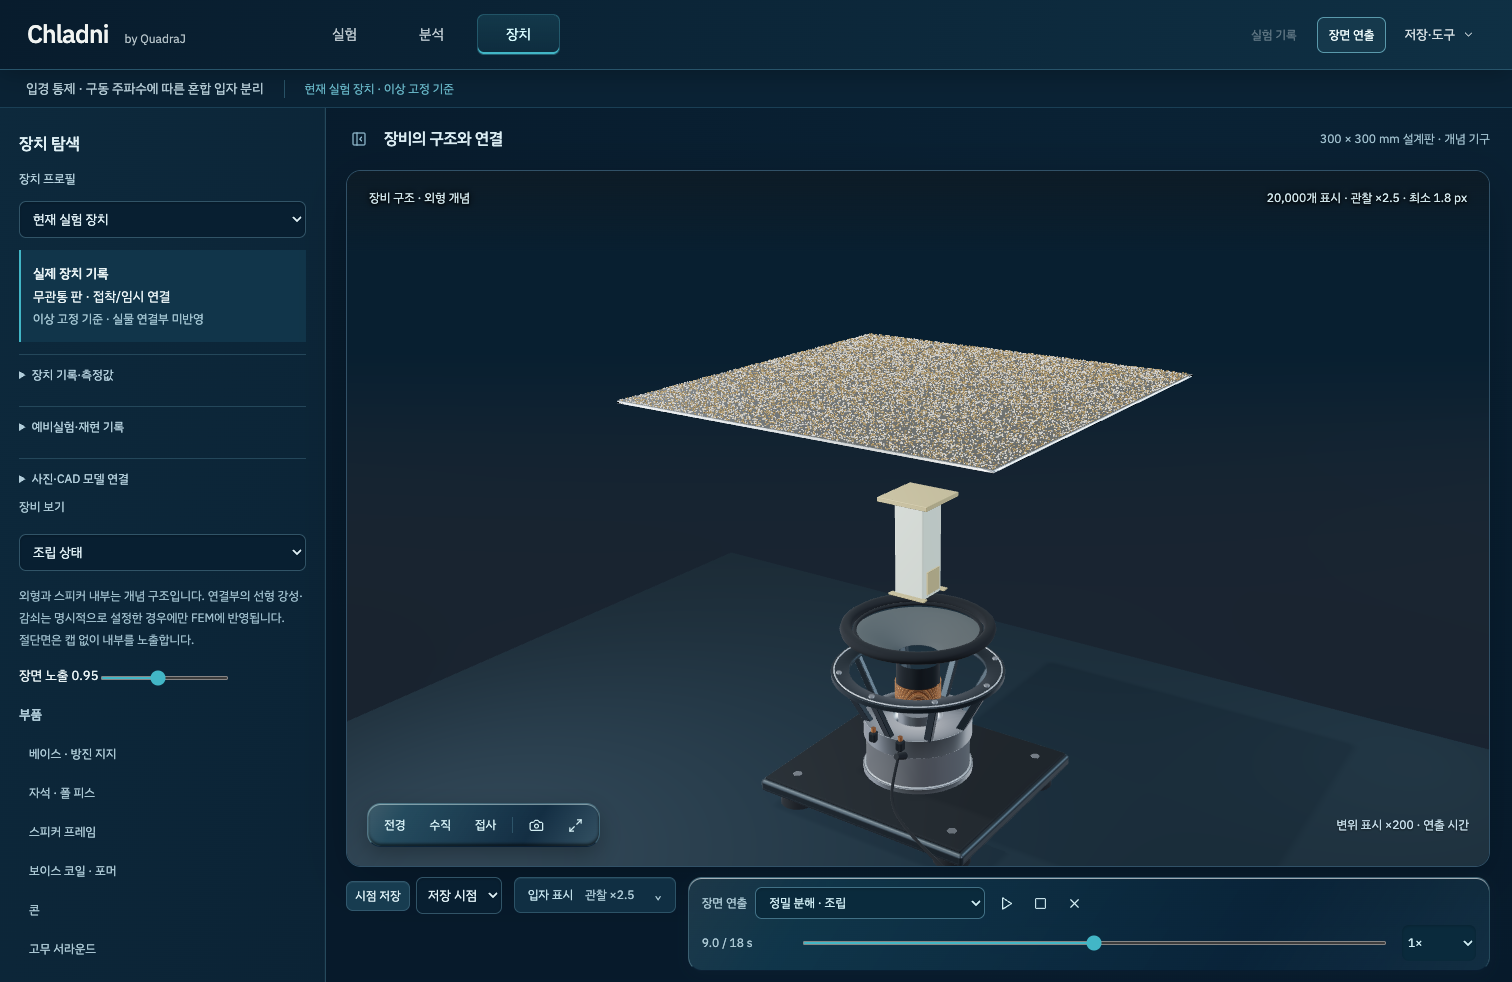 Chladni by QuadraJ
실험
분석
장치
실험 기록
장면 연출
저장·도구
입경 통제 · 구동 주파수에 따른 혼합 입자 분리
현재 실험 장치 · 이상 고정 기준
장치 탐색
장치 프로필
현재 실험 장치
실제 장치 기록
무관통 판 · 접착/임시 연결
이상 고정 기준 · 실물 연결부 미반영
장치 기록·측정값
예비실험·재현 기록
사진·CAD 모델 연결
장비 보기
조립 상태
외형과 스피커 내부는 개념 구조입니다. 연결부의 선형 강성·
감쇠는 명시적으로 설정한 경우에만 FEM에 반영됩니다.
절단면은 캡 없이 내부를 노출합니다.
장면 노출 0.95
부품
베이스 · 방진 지지
자석 · 폴 피스
스피커 프레임
보이스 코일 · 포머
콘
고무 서라운드
장비의 구조와 연결
300 × 300 mm 설계판 · 개념 기구
장비 구조 · 외형 개념
20,000개 표시 · 관찰 ×2.5 · 최소 1.8 px
전경
수직
접사
변위 표시 ×200 · 연출 시간
시점 저장
저장 시점
입자 표시 관찰 ×2.5
장면 연출
정밀 분해 · 조립
9.0 / 18 s
1×